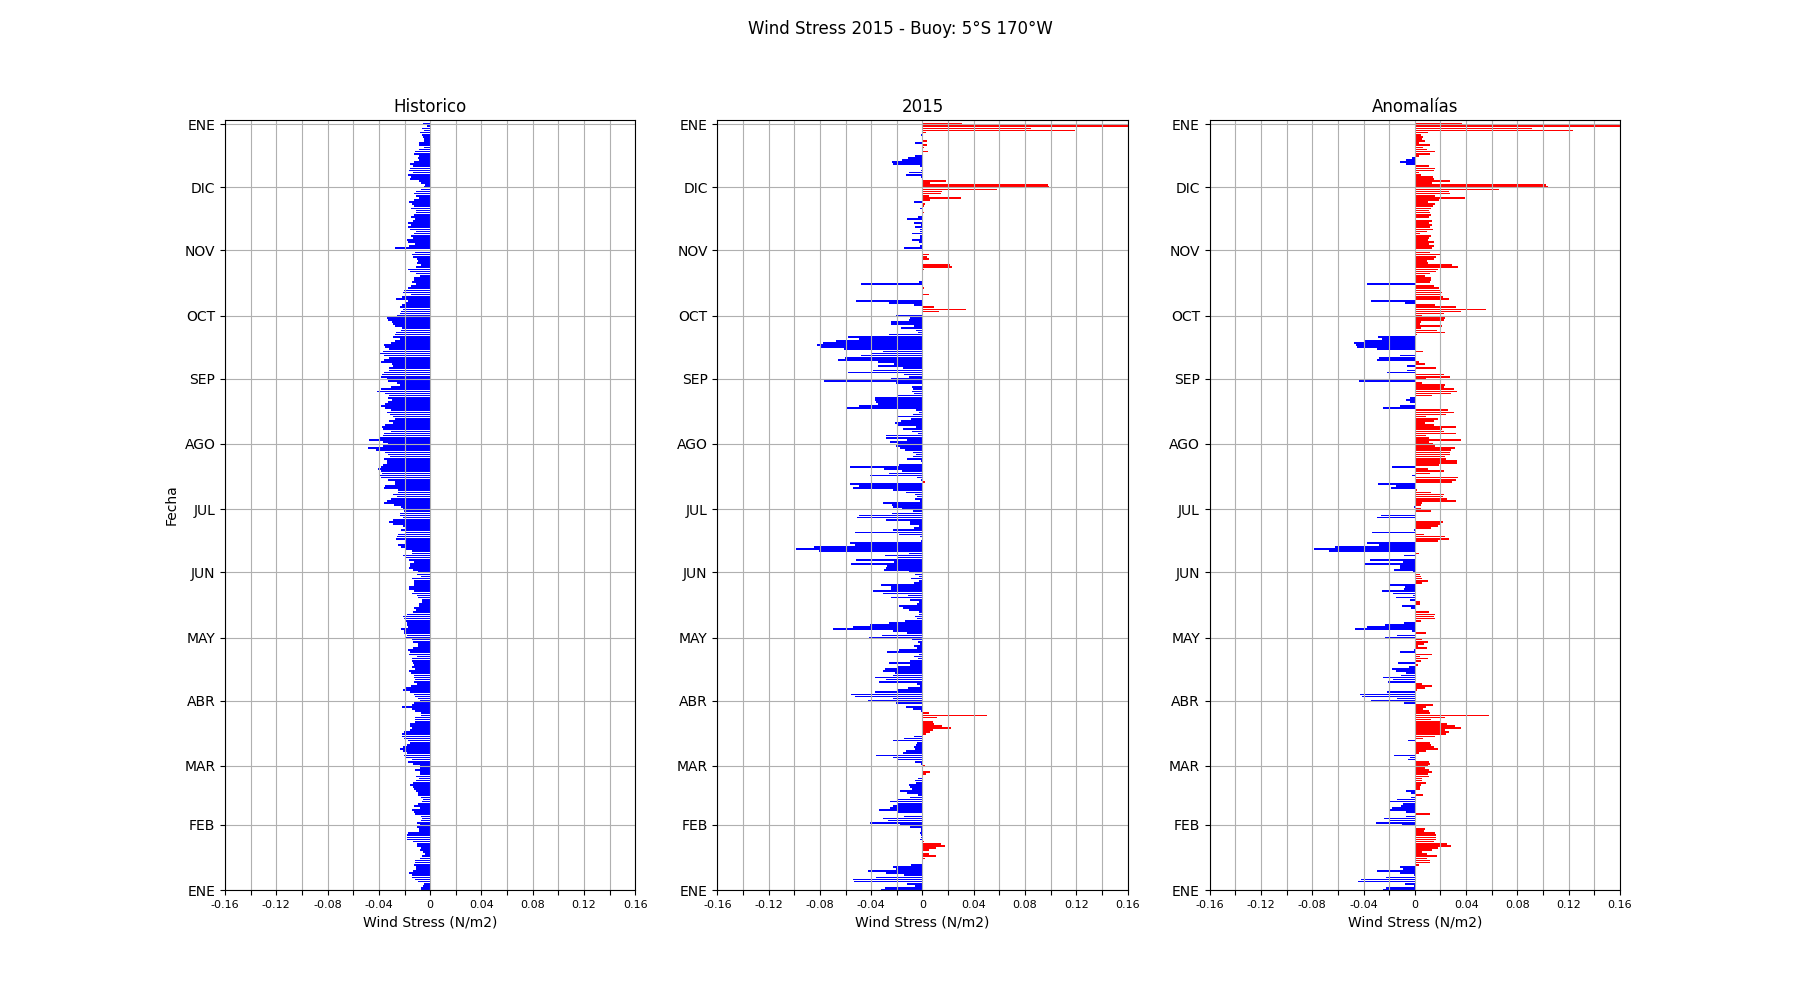 Wind Stress 2015 - Buoy: 5°S 170°W
Historico
2015
Anomalías
Fecha
ENE
DIC
NOV
OCT
SEP
AGO
JUL
JUN
MAY
ABR
MAR
FEB
ENE
-0.16 -0.12 -0.08 -0.04 0 0.04 0.08 0.12 0.16
Wind Stress (N/m2)
ENE
DIC
NOV
OCT
SEP
AGO
JUL
JUN
MAY
ABR
MAR
FEB
ENE
-0.16 -0.12 -0.08 -0.04 0 0.04 0.08 0.12 0.16
Wind Stress (N/m2)
ENE
DIC
NOV
OCT
SEP
AGO
JUL
JUN
MAY
ABR
MAR
FEB
ENE
-0.16 -0.12 -0.08 -0.04 0 0.04 0.08 0.12 0.16
Wind Stress (N/m2)